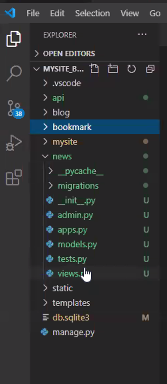 File Edit Selection View Go
EXPLORER ...
OPEN EDITORS
MYSITE_B...
.vscode
api
blog
38
bookmark
mysite
news
__pycache__
migrations
__init__.py U
admin.py U
apps.py U
models.py U
tests.py U
views. U
static
templates
db.sqlite3 M
manage.py